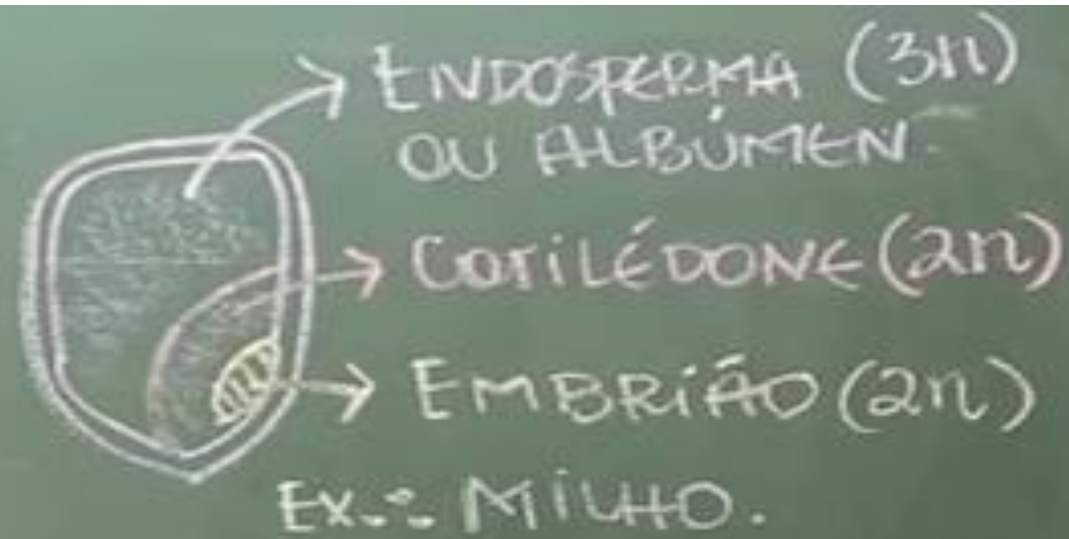 ENDOSPERMA (3n)
OU ALBÚMEN.
COTILÉDONE (2n)
EMBRIÃO (2n)
EX.: MILHO.